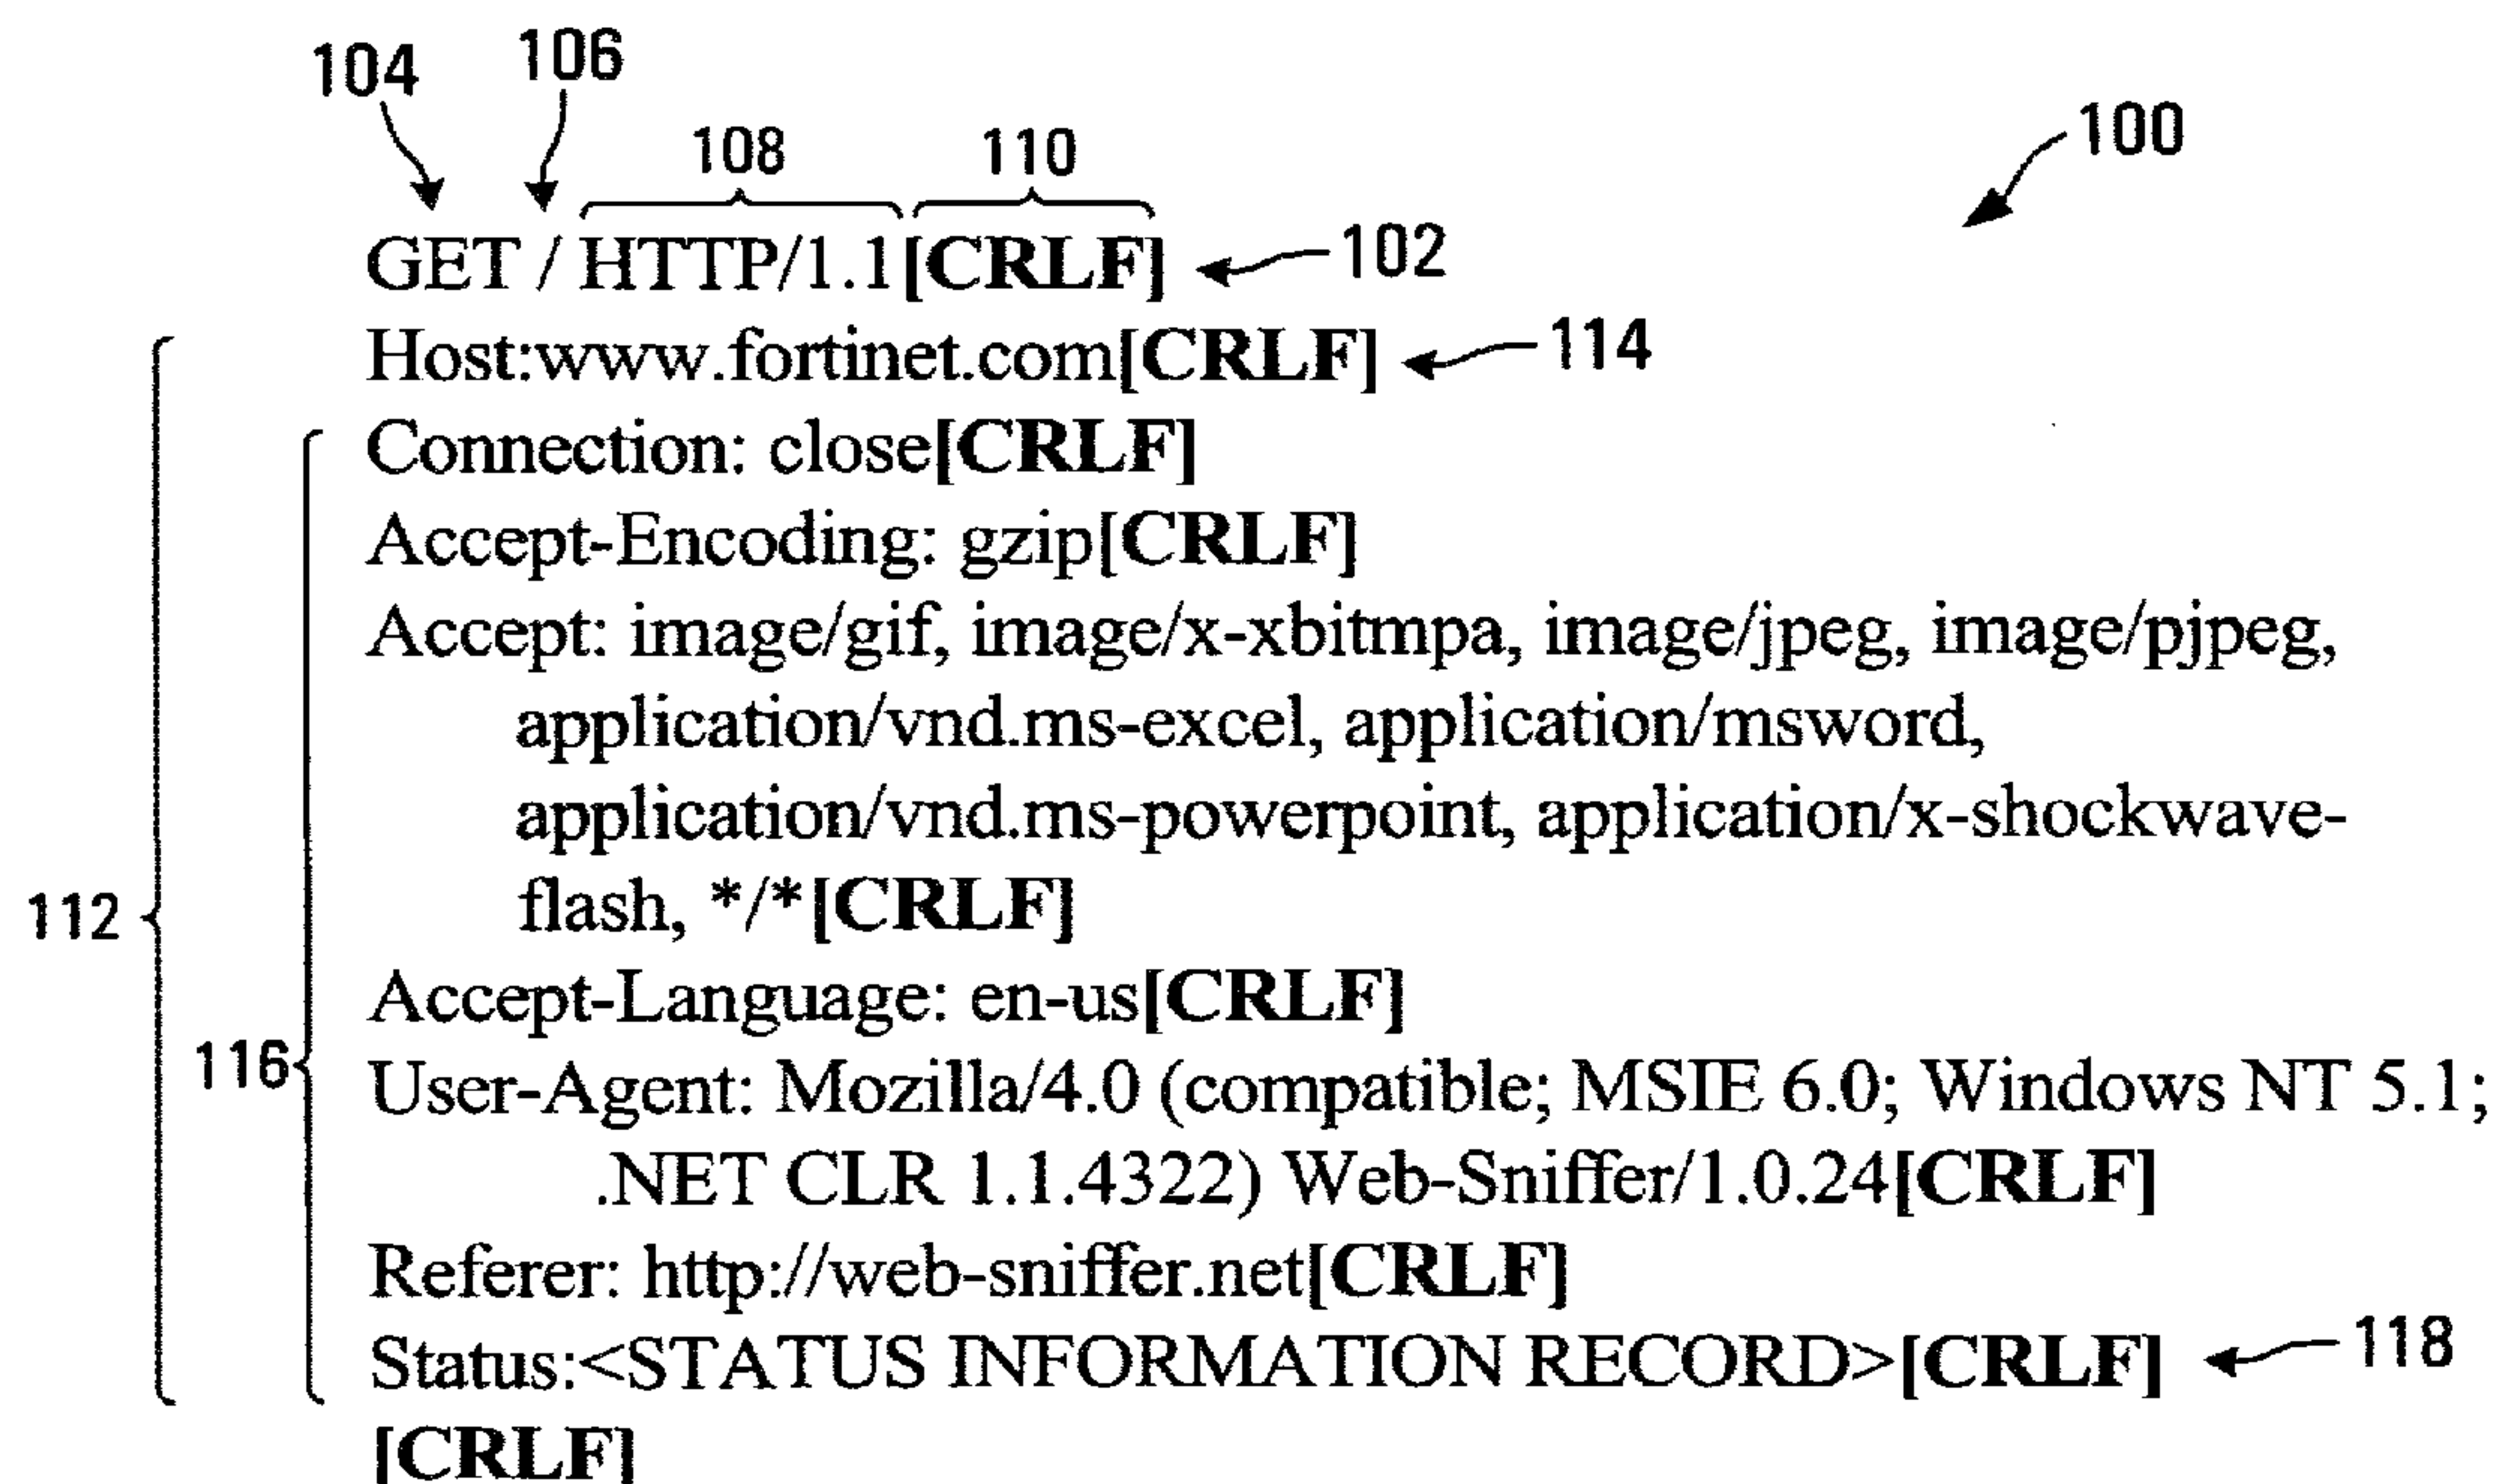 104 106
108 110 100
GET / HTTP/1.1[CRLF] 102
Host:www.fortinet.com[CRLF] 114
Connection: close[CRLF]
Accept-Encoding: gzip[CRLF]
Accept: image/gif, image/x-xbitmpa, image/jpeg, image/pjpeg,
application/vnd.ms-excel, application/msword,
application/vnd.ms-powerpoint, application/x-shockwave-
112 flash, */*[CRLF]
Accept-Language: en-us[CRLF]
116 User-Agent: Mozilla/4.0 (compatible; MSIE 6.0; Windows NT 5.1;
.NET CLR 1.1.4322) Web-Sniffer/1.0.24[CRLF]
Referer: http://web-sniffer.net[CRLF]
Status:<STATUS INFORMATION RECORD>[CRLF] 118
[CRLF]